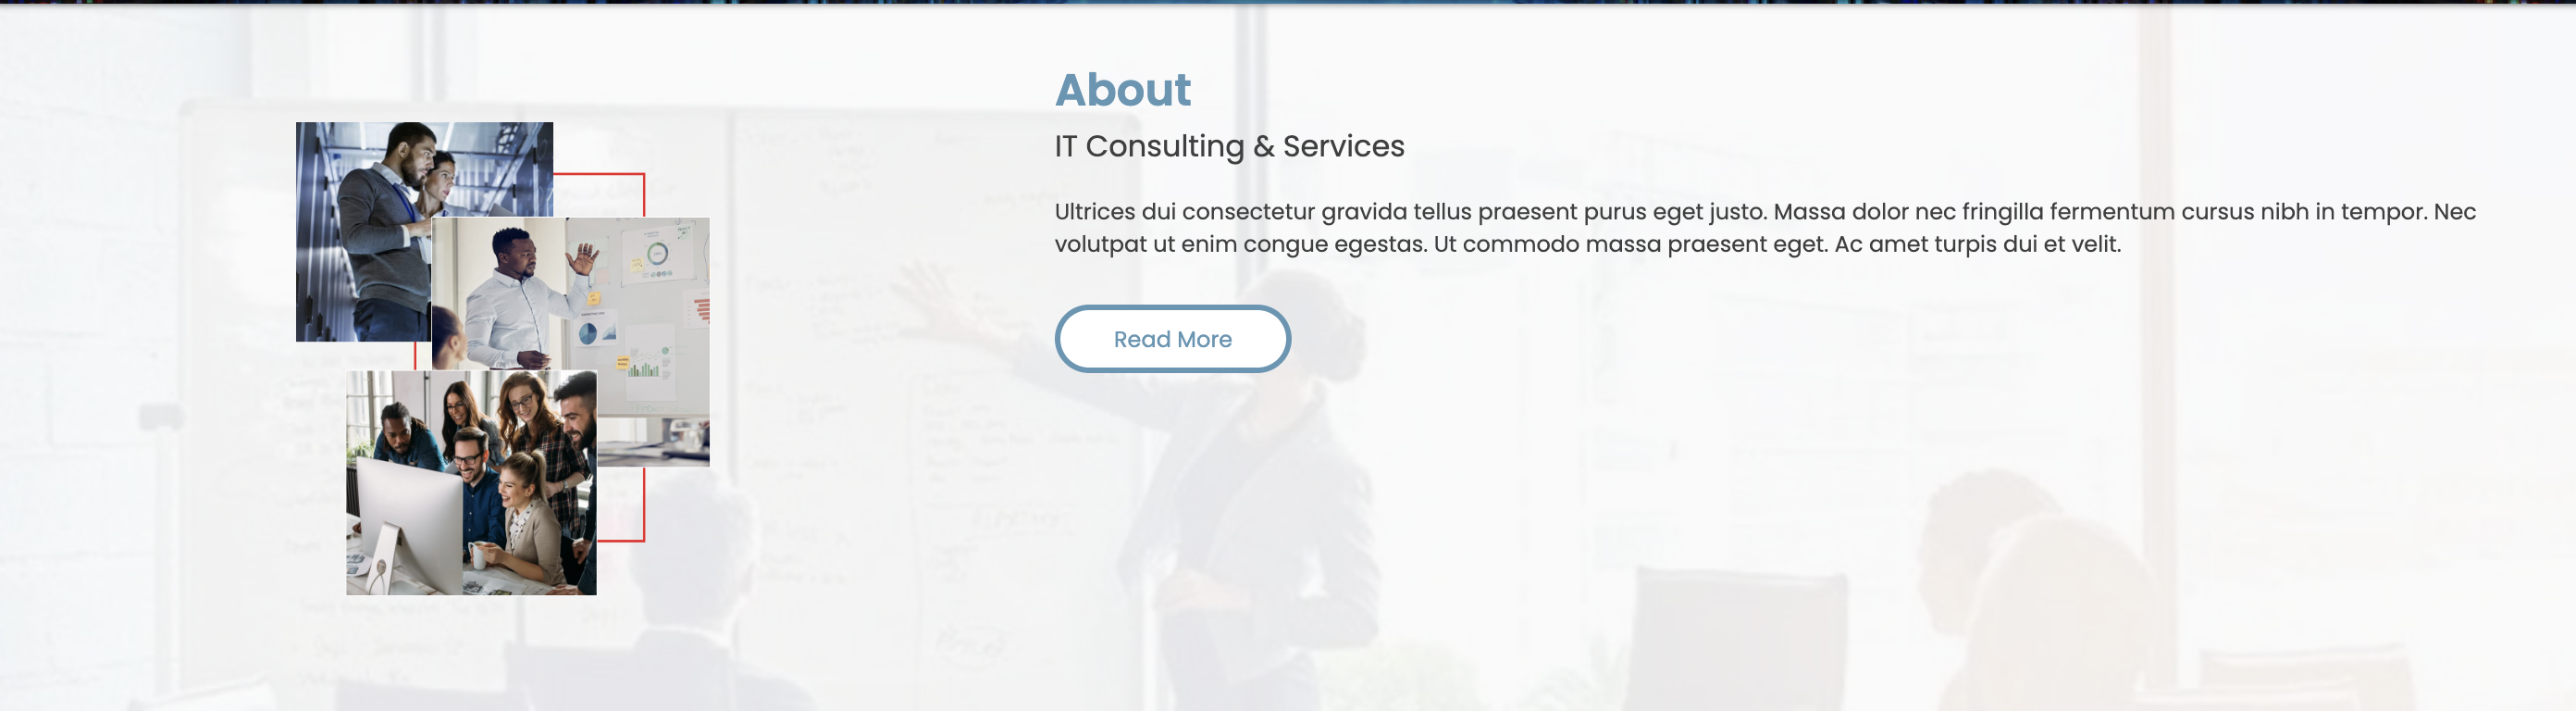 About
IT Consulting & Services
Ultrices dui consectetur gravida tellus praesent purus eget justo. Massa dolor nec fringilla fermentum cursus nibh in tempor. Nec
volutpat ut enim congue egestas. Ut commodo massa praesent eget. Ac amet turpis dui et velit.
Read More